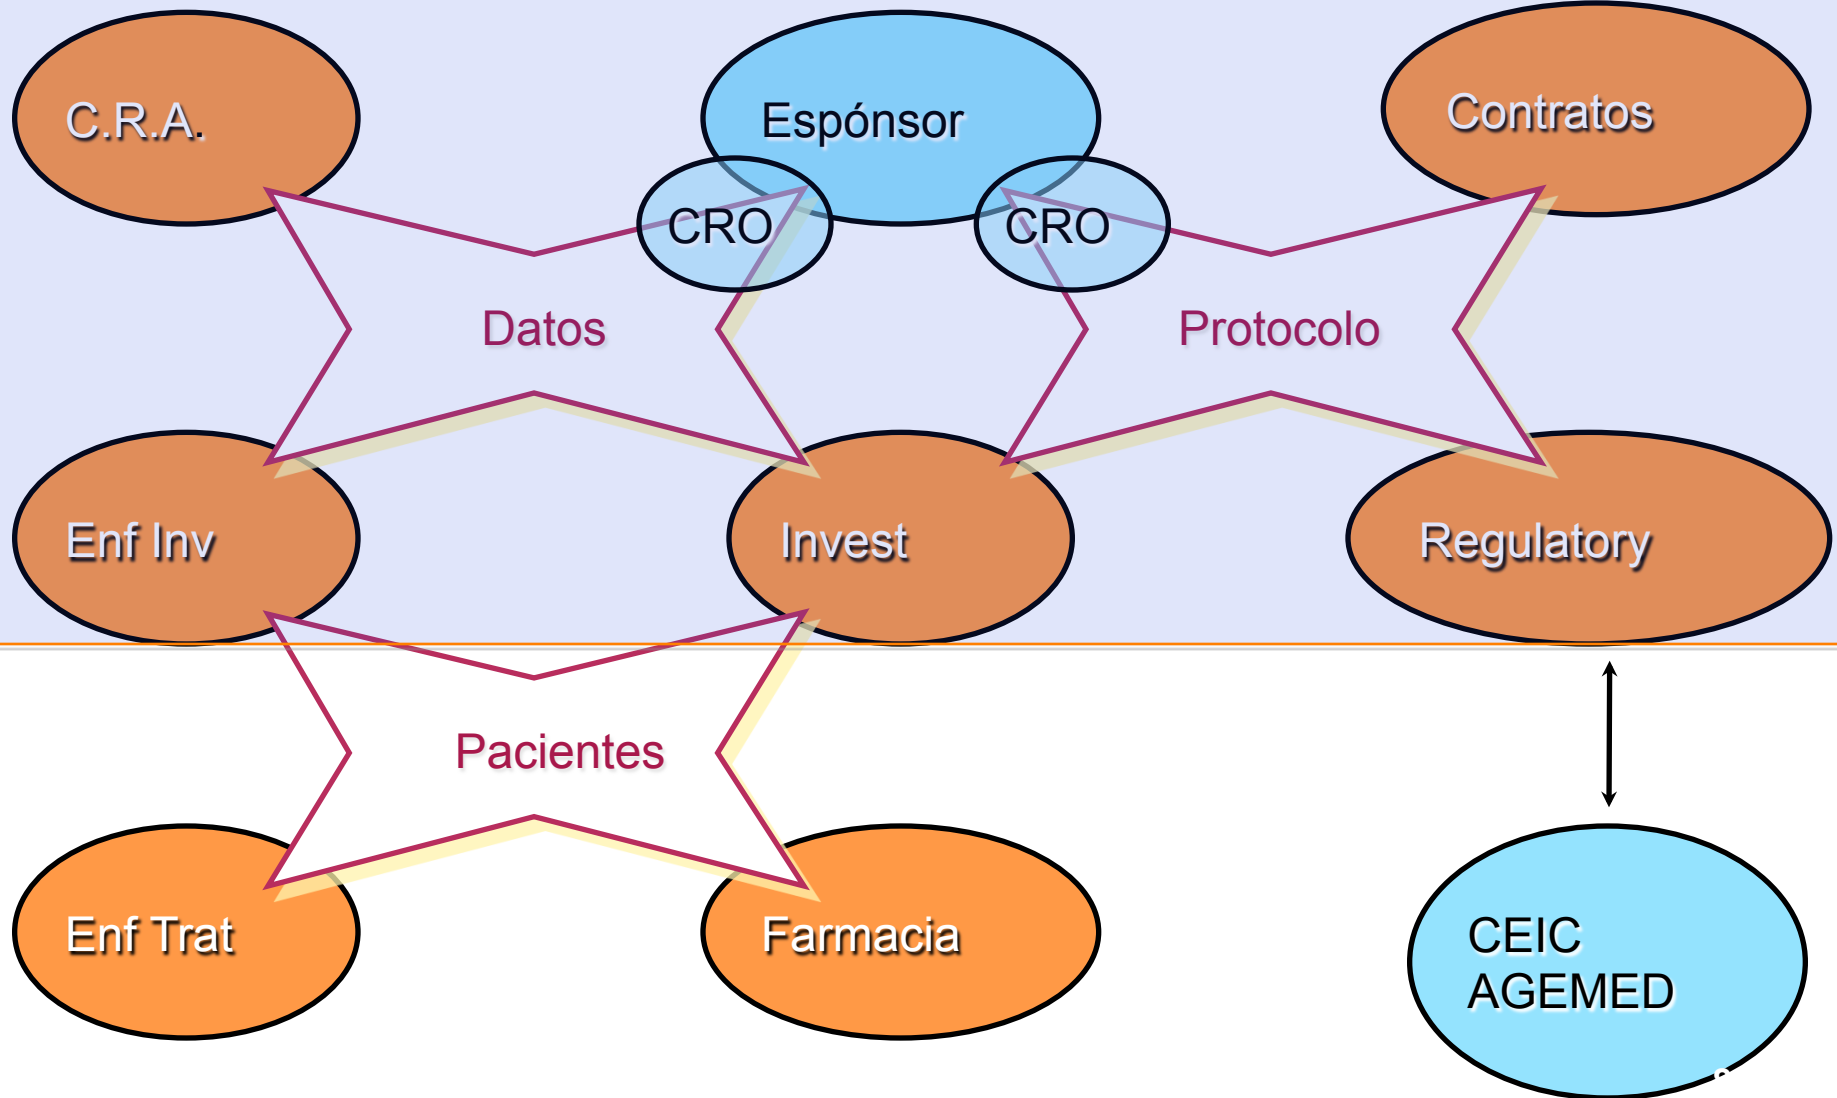 C.R.A.
Espónsor
Contratos
CRO
CRO
Datos
Protocolo
Enf Inv
Invest
Regulatory
Pacientes
Enf Trat
Farmacia
CEIC
AGEMED